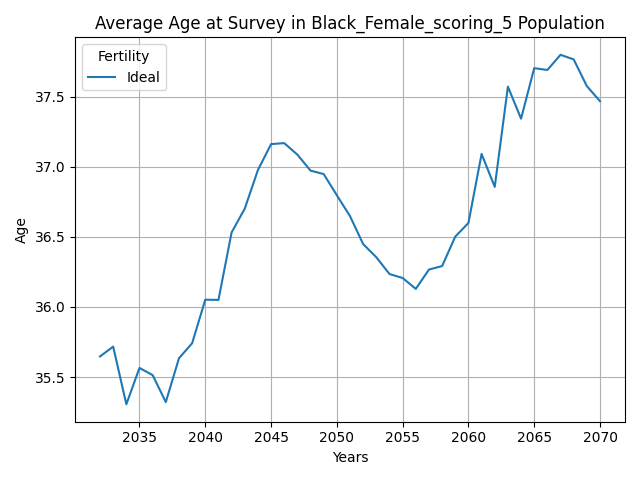 Average Age at Survey in Black_Female_scoring_5 Population
Fertility
Ideal
Age
37.5
37.0
36.5
36.0
35.5
2035 2040 2045 2050 2055 2060 2065 2070
Years